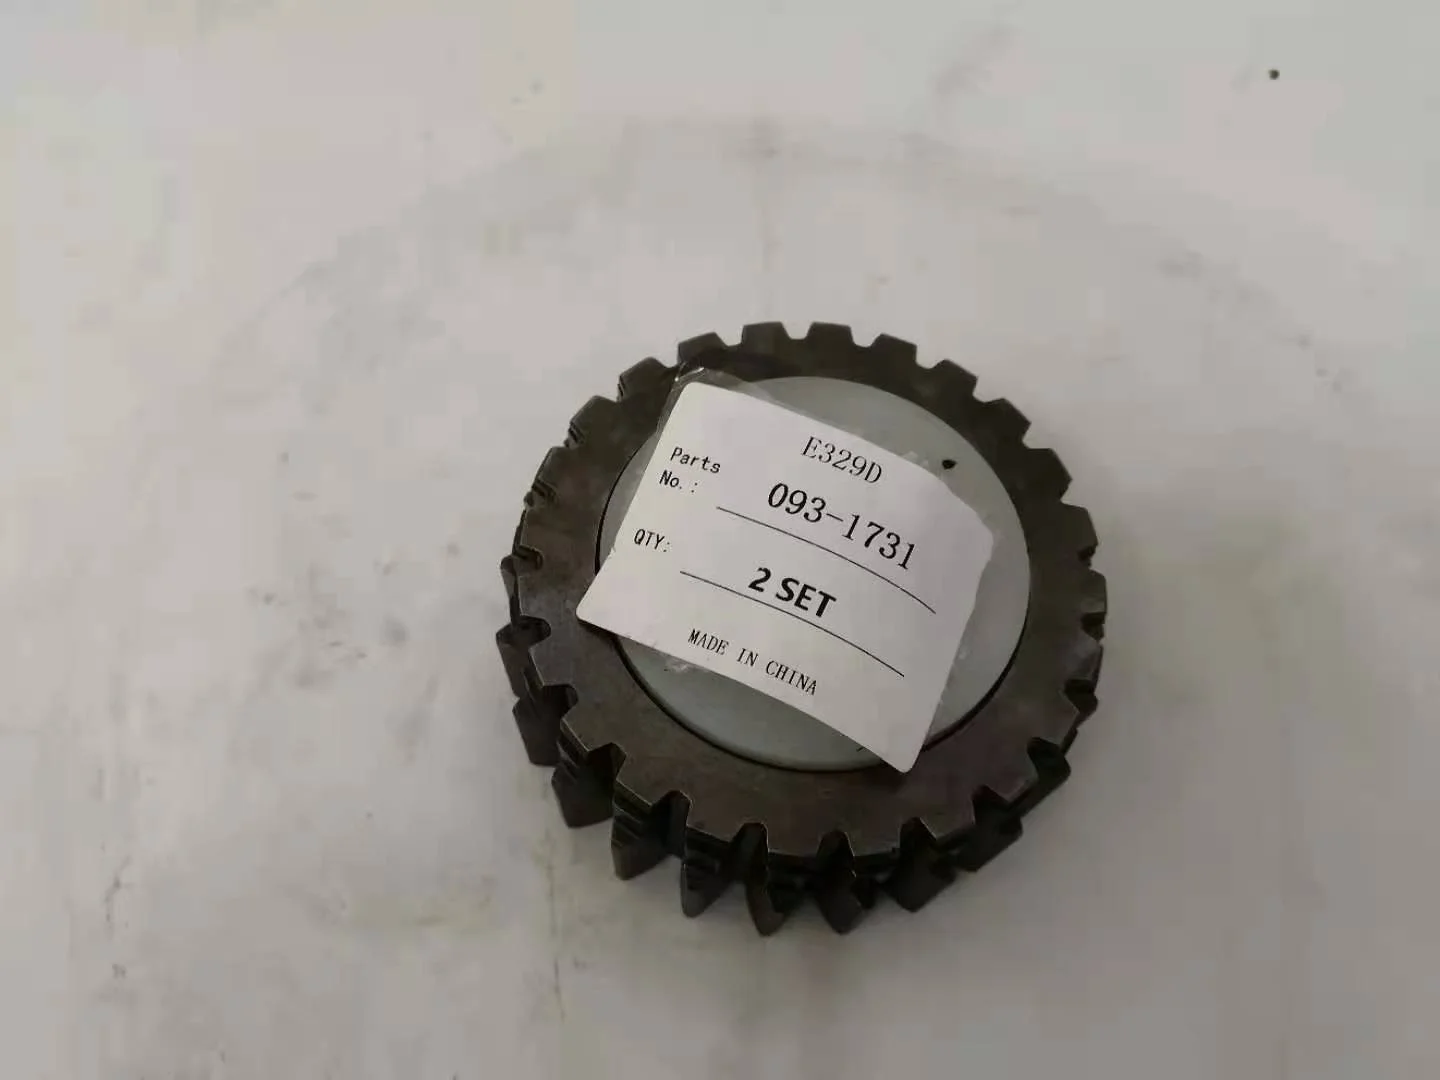 E329D
Parts
No.: 093-1731
QTY: 2 SET
MADE IN CHINA